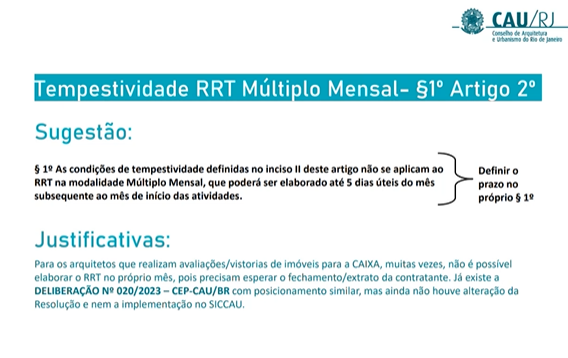 CAU/RJ
Conselho de Arquitetura
e Urbanismo do Rio de Janeiro
Tempestividade RRT Múltiplo Mensal- §1º Artigo 2º
Sugestão:
§ 1º As condições de tempestividade definidas no inciso II deste artigo não se aplicam ao
RRT na modalidade Múltiplo Mensal, que poderá ser elaborado até 5 dias úteis do mês
subsequente ao mês de início das atividades.
Definir o
prazo no
próprio § 1º
Justificativas:
Para os arquitetos que realizam avaliações/vistorias de imóveis para a CAIXA, muitas vezes, não é possível
elaborar o RRT no próprio mês, pois precisam esperar o fechamento/extrato da contratante. Já existe a
DELIBERAÇÃO Nº 020/2023 – CEP-CAU/BR com posicionamento similar, mas ainda não houve alteração da
Resolução e nem a implementação no SICCAU.